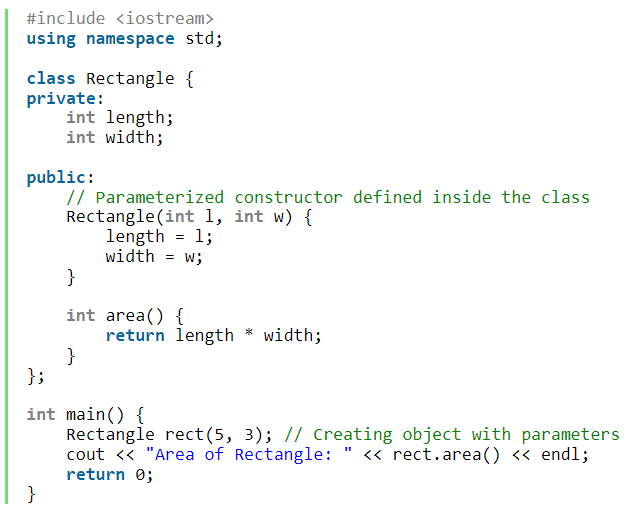 #include <iostream>
using namespace std;
class Rectangle {
private:
    int length;
    int width;
public:
    // Parameterized constructor defined inside the class
    Rectangle(int l, int w) {
        length = l;
        width = w;
    }
    int area() {
        return length * width;
    }
};
int main() {
    Rectangle rect(5, 3); // Creating object with parameters
    cout << "Area of Rectangle: " << rect.area() << endl;
    return 0;
}